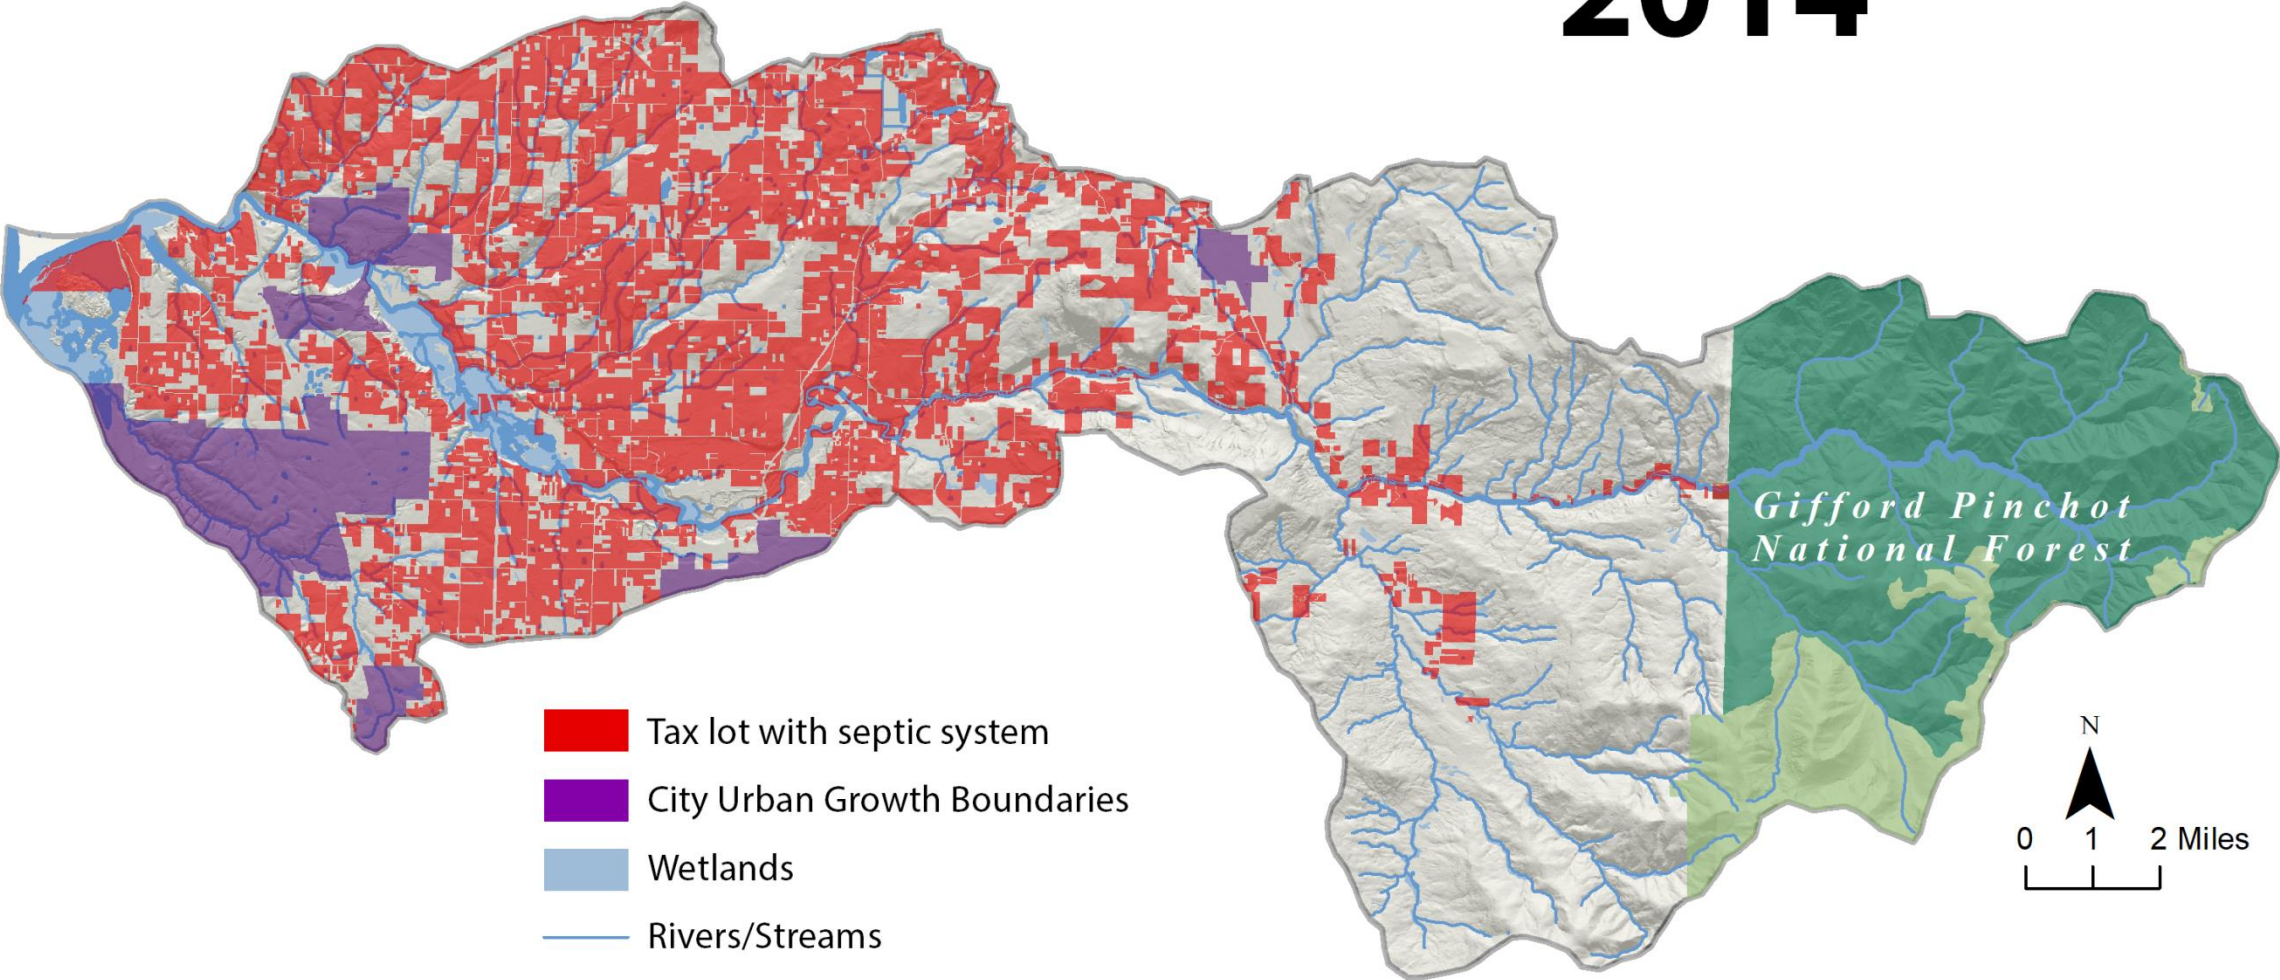 2014
Gifford Pinchot
National Forest
Tax lot with septic system
City Urban Growth Boundaries
Wetlands
Rivers/Streams
N
0 1 2 Miles